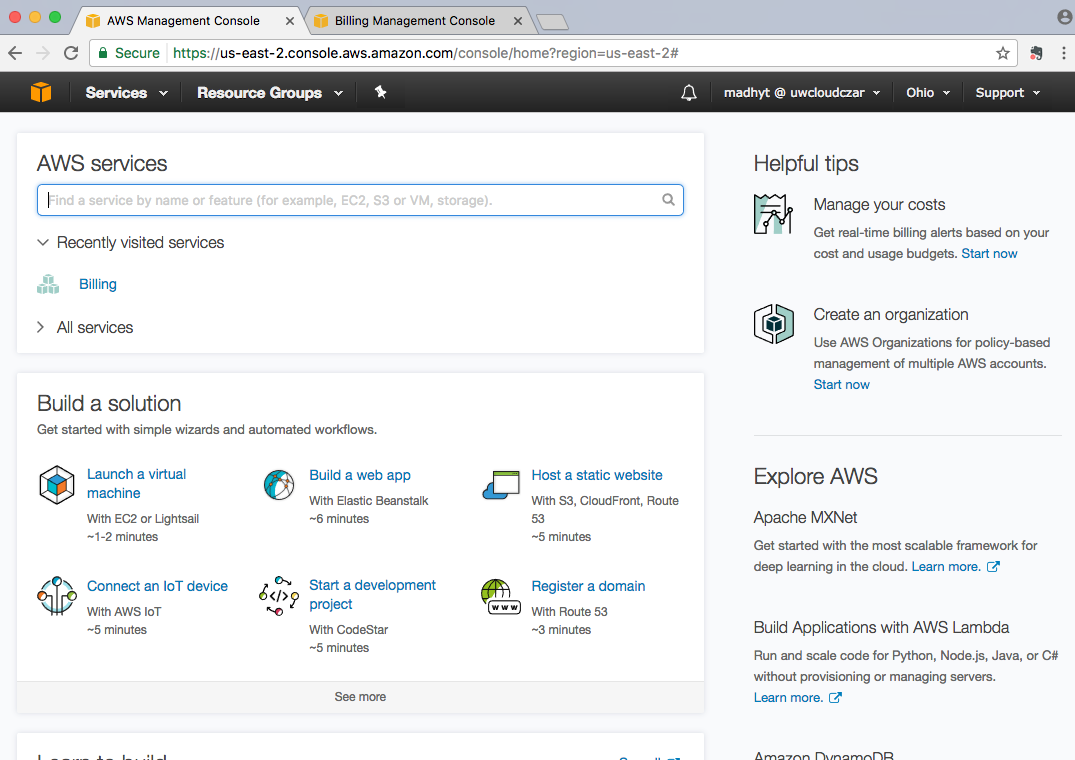 AWS Management Console
Billing Management Console
Secure https://us-east-2.console.aws.amazon.com/console/home?region=us-east-2#
Services Resource Groups madhyt @ uwcloudczar Ohio Support
AWS services
Find a service by name or feature (for example, EC2, S3 or VM, storage).
Recently visited services
Billing
All services
Build a solution
Get started with simple wizards and automated workflows.
Launch a virtual
machine
With EC2 or Lightsail
~1-2 minutes
Build a web app
With Elastic Beanstalk
~6 minutes
Host a static website
With S3, CloudFront, Route
53
~5 minutes
Connect an IoT device
With AWS IoT
~5 minutes
Start a development
project
With CodeStar
~5 minutes
www
Register a domain
With Route 53
~3 minutes
See more
Helpful tips
Manage your costs
Get real-time billing alerts based on your
cost and usage budgets. Start now
Create an organization
Use AWS Organizations for policy-based
management of multiple AWS accounts.
Start now
Explore AWS
Apache MXNet
Get started with the most scalable framework for
deep learning in the cloud. Learn more.
Build Applications with AWS Lambda
Run and scale code for Python, Node.js, Java, or C#
without provisioning or managing servers.
Learn more.
Amazon DynamoDB
Learn to build